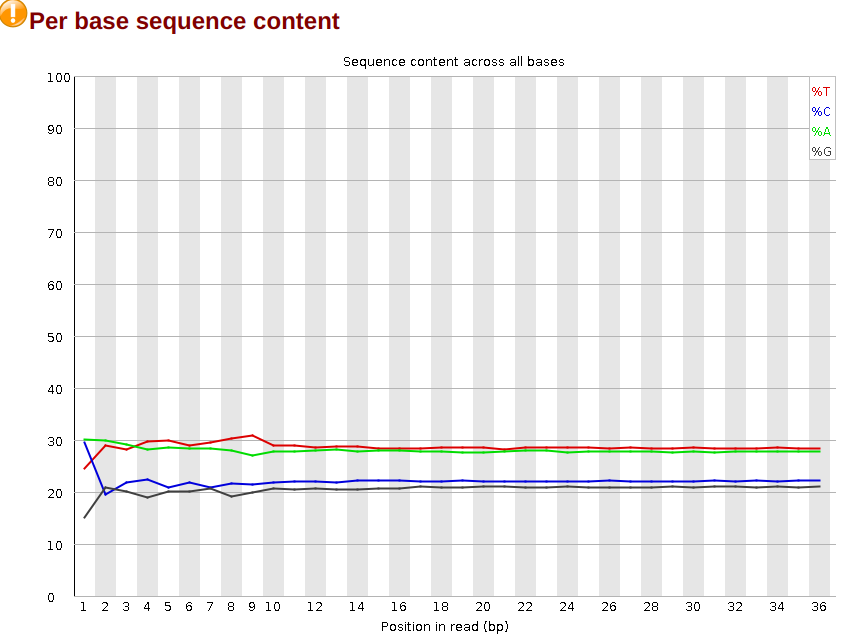 ! Per base sequence content
Sequence content across all bases
%T
%C
%A
%G
100
90
80
70
60
50
40
30
20
10
0
1 2 3 4 5 6 7 8 9 10 12 14 16 18 20 22 24 26 28 30 32 34 36
Position in read (bp)